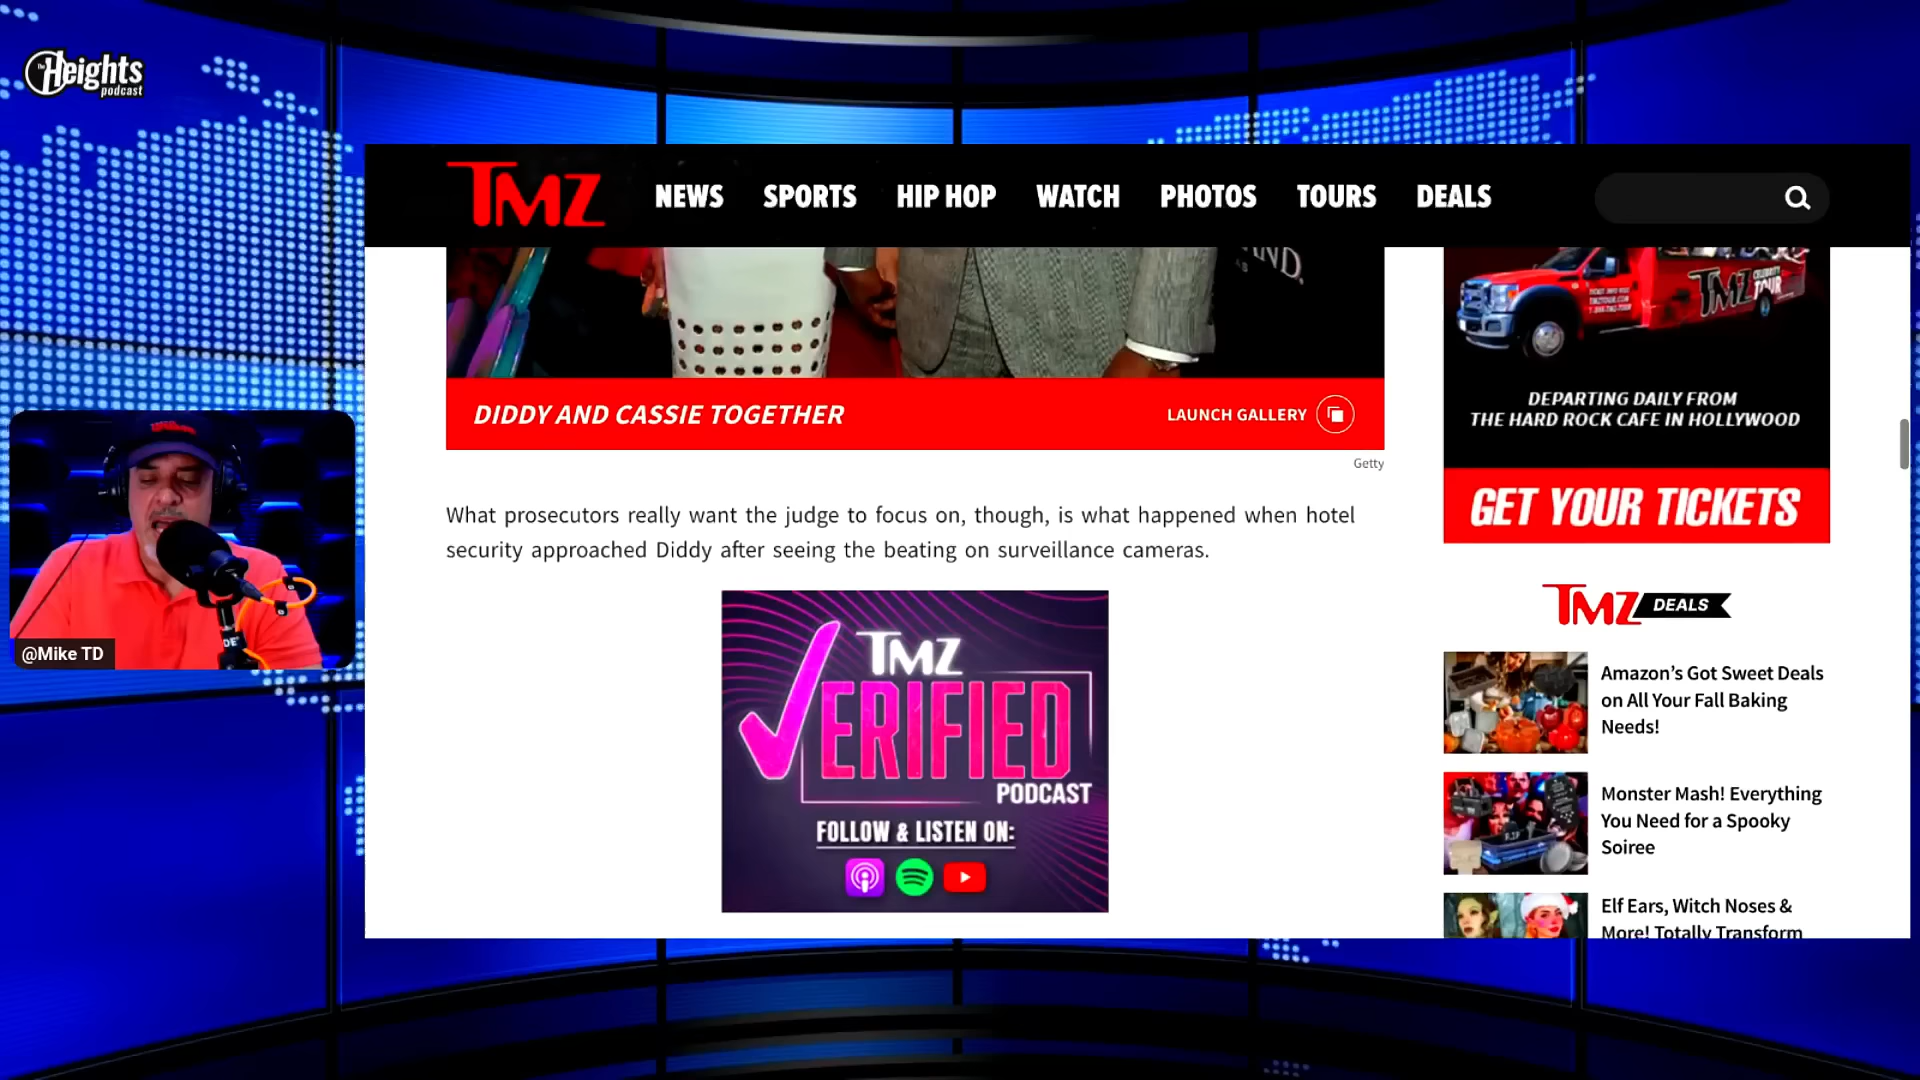 The Heights
podcast
TMZ NEWS SPORTS HIP HOP WATCH PHOTOS TOURS DEALS
TMZ CELEBRITY TOUR
DIDDY AND CASSIE TOGETHER
LAUNCH GALLERY
Getty
What prosecutors really want the judge to focus on, though, is what happened when hotel
security approached Diddy after seeing the beating on surveillance cameras.
TMZ
VERIFIED
PODCAST
FOLLOW & LISTEN ON:
DEPARTING DAILY FROM
THE HARD ROCK CAFE IN HOLLYWOOD
GET YOUR TICKETS
TMZ DEALS
Amazon’s Got Sweet Deals
on All Your Fall Baking
Needs!
Monster Mash! Everything
You Need for a Spooky
Soiree
Elf Ears, Witch Noses &
More! Totally Transform
@Mike TD